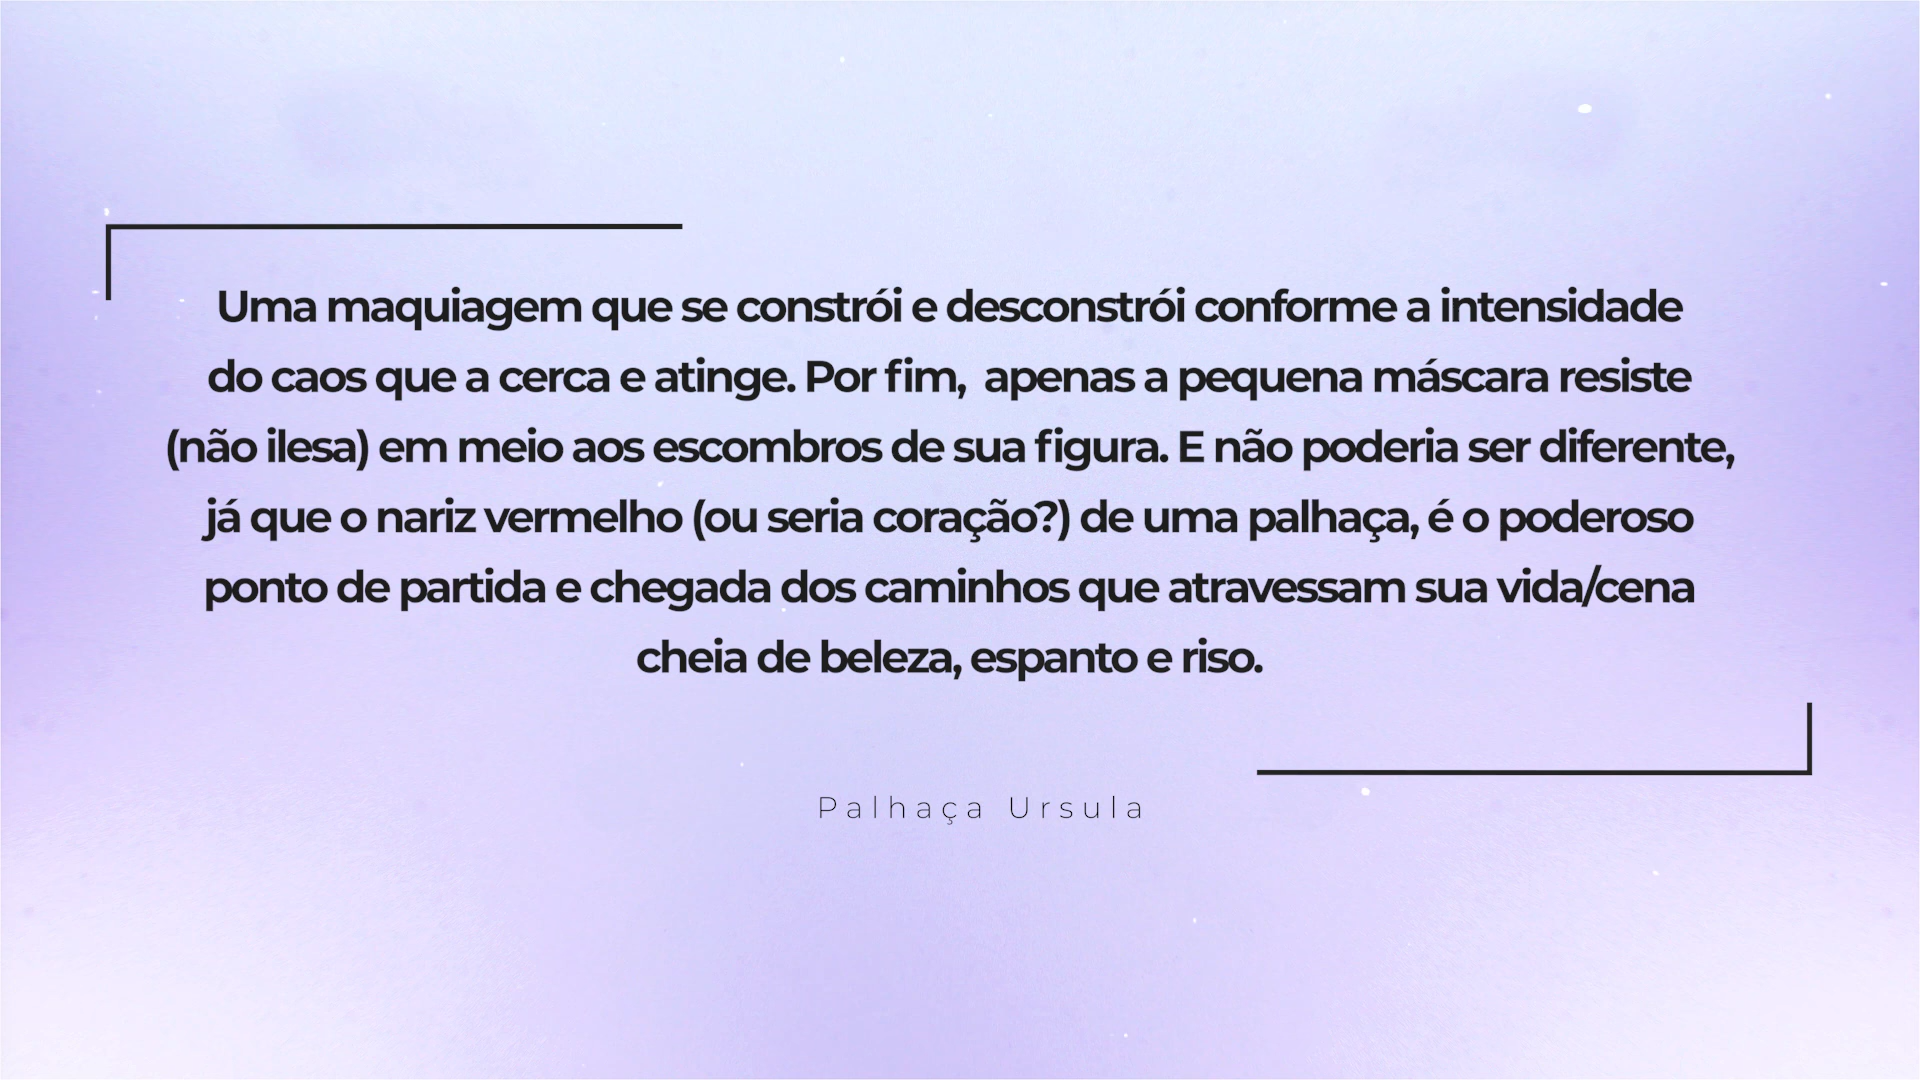 Uma maquiagem que se constrói e desconstrói conforme a intensidade
do caos que a cerca e atinge. Por fim,  apenas a pequena máscara resiste
(não ilesa) em meio aos escombros de sua figura. E não poderia ser diferente,
já que o nariz vermelho (ou seria coração?) de uma palhaça, é o poderoso
ponto de partida e chegada dos caminhos que atravessam sua vida/cena
cheia de beleza, espanto e riso.
Palhaça Ursula